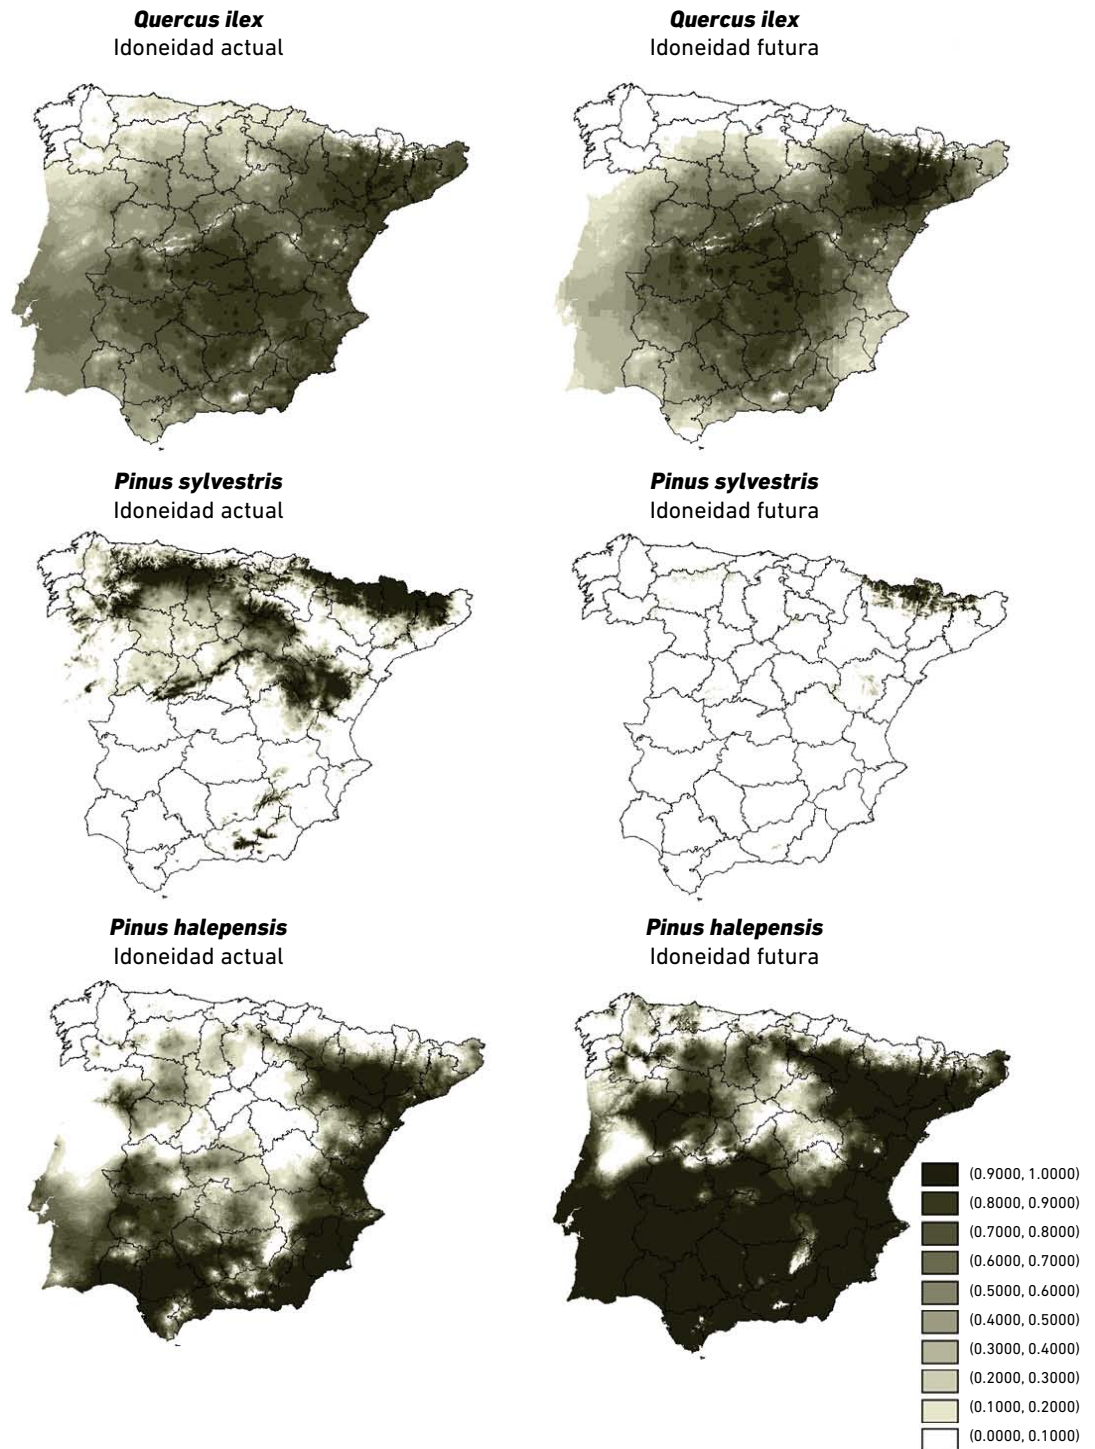 Quercus ilex
Idoneidad actual
Quercus ilex
Idoneidad futura
Pinus sylvestris
Idoneidad actual
Pinus sylvestris
Idoneidad futura
Pinus halepensis
Idoneidad actual
Pinus halepensis
Idoneidad futura
(0.9000, 1.0000)
(0.8000, 0.9000)
(0.7000, 0.8000)
(0.6000, 0.7000)
(0.5000, 0.6000)
(0.4000, 0.5000)
(0.3000, 0.4000)
(0.2000, 0.3000)
(0.1000, 0.2000)
(0.0000, 0.1000)